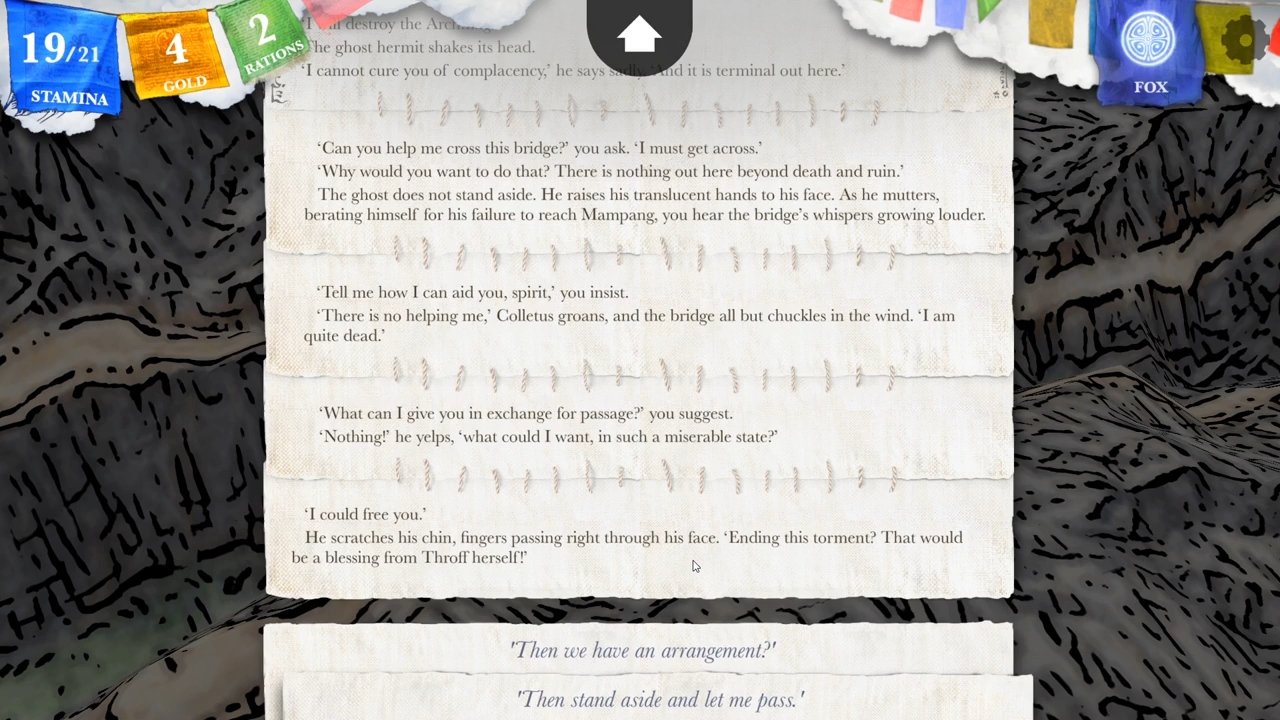 19/21
STAMINA
4
GOLD
2
RATIONS
FOX
'I will destroy the
The ghost hermit shakes its head.
'I cannot cure you of complacency,' he says sadly. 'And it is terminal out here.'
‘Can you help me cross this bridge?’ you ask. ‘I must get across.’
‘Why would you want to do that? There is nothing out here beyond death and ruin.’
The ghost does not stand aside. He raises his translucent hands to his face. As he mutters,
berating himself for his failure to reach Mampang, you hear the bridge’s whispers growing louder.
‘Tell me how I can aid you, spirit,’ you insist.
‘There is no helping me,’ Colletus groans, and the bridge all but chuckles in the wind. ‘I am
quite dead.’
‘What can I give you in exchange for passage?’ you suggest.
‘Nothing!’ he yelps, ‘what could I want, in such a miserable state?’
‘I could free you.’
He scratches his chin, fingers passing right through his face. ‘Ending this torment? That would
be a blessing from Throff herself!’
'Then we have an arrangement?'
'Then stand aside and let me pass.'